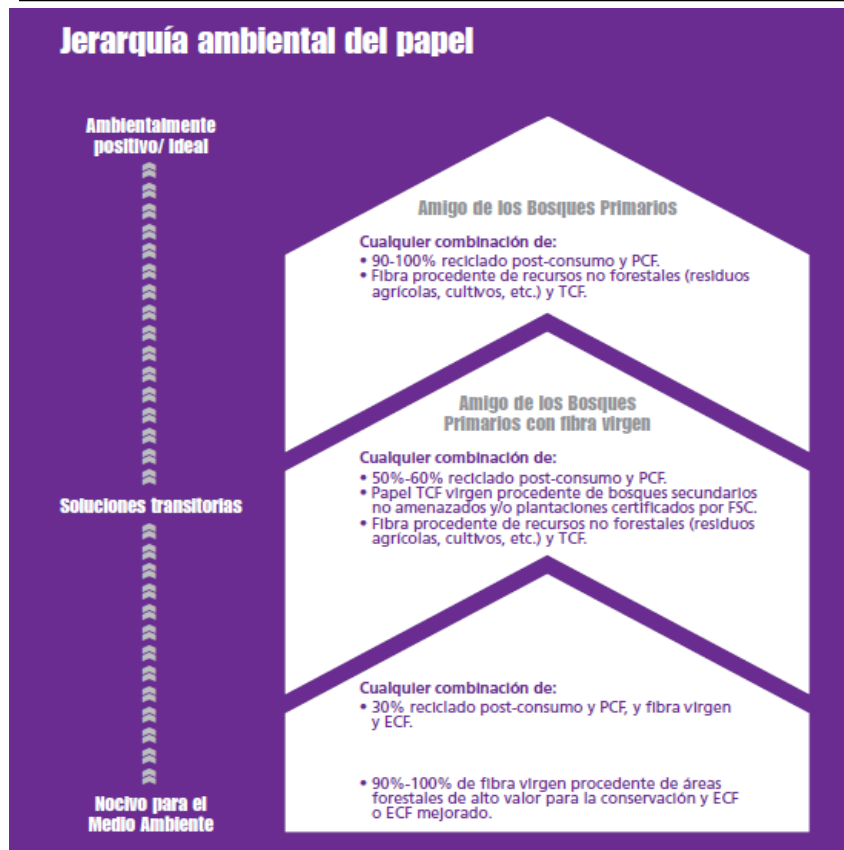 Jerarquía ambiental del papel
Ambientalmente
positivo/ Ideal
Amigo de los Bosques Primarios
Cualquier combinación de:
• 90-100% reciclado post-consumo y PCF.
• Fibra procedente de recursos no forestales (residuos
agrícolas, cultivos, etc.) y TCF.
Amigo de los Bosques
Primarios con fibra virgen
Cualquier combinación de:
• 50%-60% reciclado post-consumo y PCF.
• Papel TCF virgen procedente de bosques secundarios
no amenazados y/o plantaciones certificados por FSC.
• Fibra procedente de recursos no forestales (residuos
agrícolas, cultivos, etc.) y TCF.
Soluciones transitorias
Cualquier combinación de:
• 30% reciclado post-consumo y PCF, y fibra virgen
y ECF.
• 90%-100% de fibra virgen procedente de áreas
forestales de alto valor para la conservación y ECF
o ECF mejorado.
Nocivo para el
Medio Ambiente